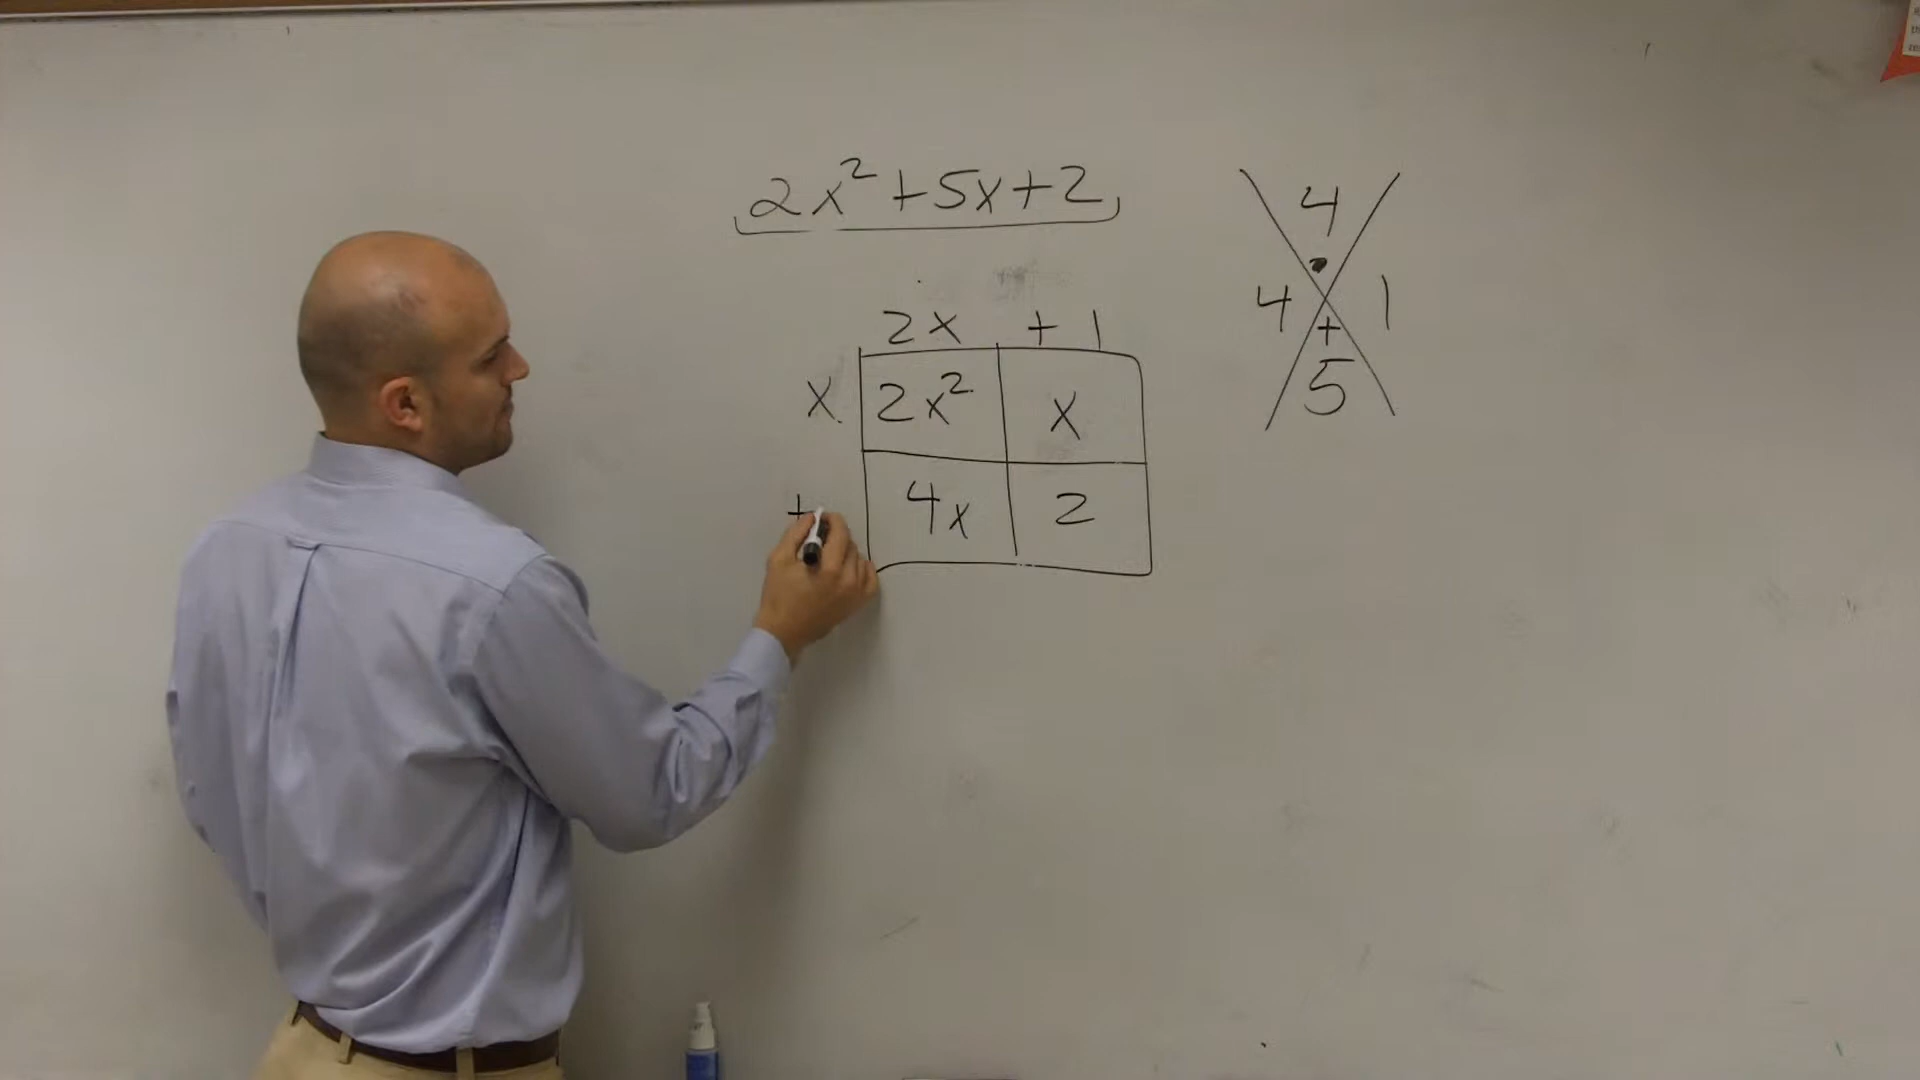 2x² + 5x + 2
2x + 1
x 2x² x
+ 4x 2
4
·
4 1
+
5